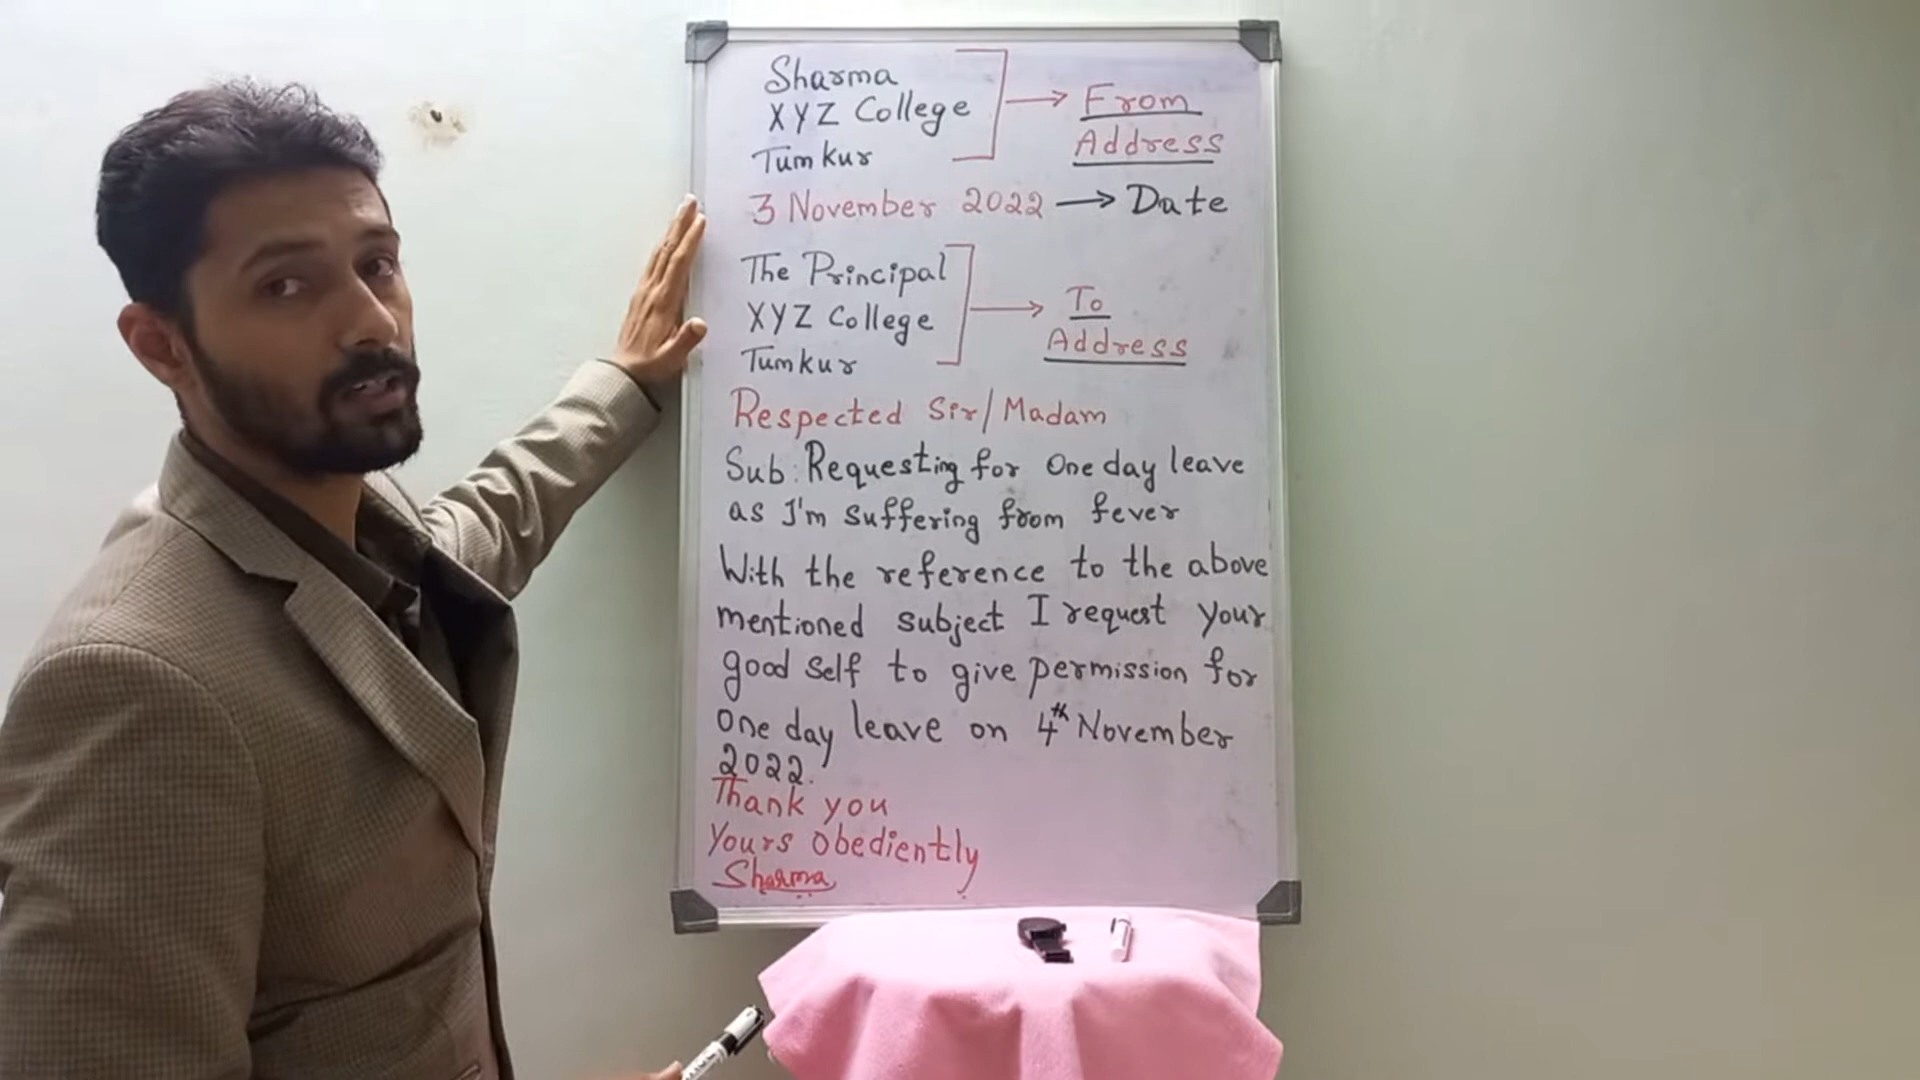 Sharma
XYZ College
Tumkur
From
Address
3 November 2022 → Date
The Principal
XYZ College
Tumkur
To
Address
Respected Sir/Madam
Sub: Requesting for One day leave
as I'm suffering from fever
With the reference to the above
mentioned subject I request your
good self to give permission for
One day leave on 4th November
2022.
Thank you
Yours Obediently
Sharma